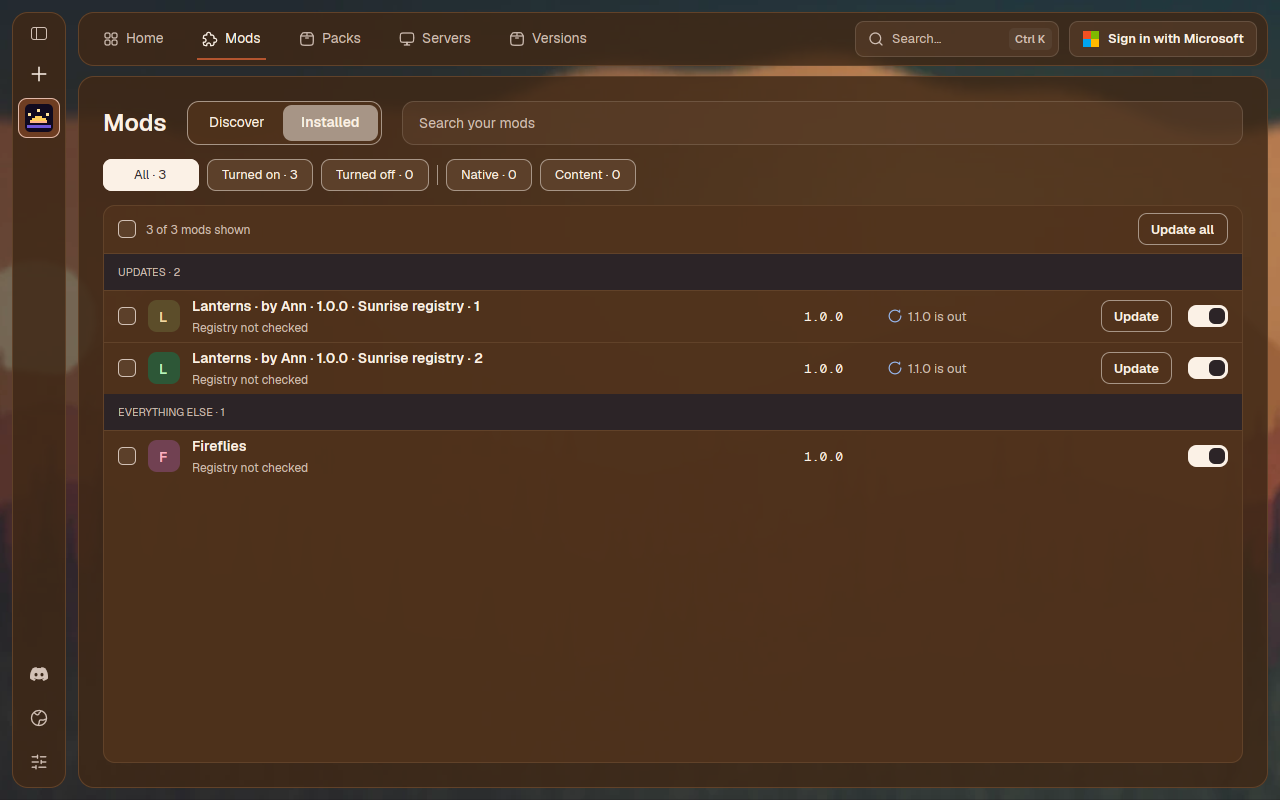 Home
Mods
Packs
Servers
Versions
Search...
Ctrl K
Sign in with Microsoft
Mods
Discover
Installed
Search your mods
All · 3
Turned on · 3
Turned off · 0
Native · 0
Content · 0
3 of 3 mods shown
Update all
UPDATES · 2
L
Lanterns · by Ann · 1.0.0 · Sunrise registry · 1
Registry not checked
1.0.0
1.1.0 is out
Update
L
Lanterns · by Ann · 1.0.0 · Sunrise registry · 2
Registry not checked
1.0.0
1.1.0 is out
Update
EVERYTHING ELSE · 1
F
Fireflies
Registry not checked
1.0.0